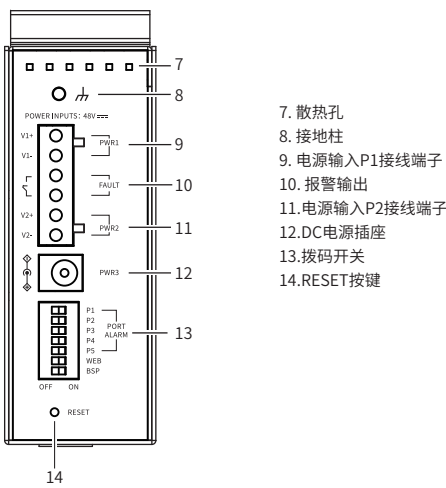 7
8
POWER INPUTS: 48V
V1+
PWR1
V1-
9
FAULT
10
V2+
PWR2
V2-
11
PWR3
12
P1
P2
P3
P4
P5
WEB
BSP
PORT
ALARM
13
OFF ON
RESET
14
7. 散热孔
8. 接地柱
9. 电源输入P1接线端子
10. 报警输出
11.电源输入P2接线端子
12.DC电源插座
13.拨码开关
14.RESET按键